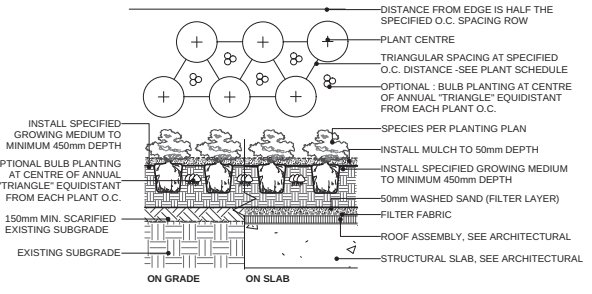 DISTANCE FROM EDGE IS HALF THE
SPECIFIED O.C. SPACING ROW
PLANT CENTRE
TRIANGULAR SPACING AT SPECIFIED
O.C. DISTANCE -SEE PLANT SCHEDULE
OPTIONAL : BULB PLANTING AT CENTRE
OF ANNUAL "TRIANGLE" EQUIDISTANT
FROM EACH PLANT O.C.
SPECIES PER PLANTING PLAN
INSTALL MULCH TO 50mm DEPTH
INSTALL SPECIFIED GROWING MEDIUM
TO MINIMUM 450mm DEPTH
50mm WASHED SAND (FILTER LAYER)
FILTER FABRIC
ROOF ASSEMBLY, SEE ARCHITECTURAL
STRUCTURAL SLAB, SEE ARCHITECTURAL
INSTALL SPECIFIED
GROWING MEDIUM TO
MINIMUM 450mm DEPTH
PTIONAL BULB PLANTING
AT CENTRE OF ANNUAL
"TRIANGLE" EQUIDISTANT
FROM EACH PLANT O.C.
150mm MIN. SCARIFIED
EXISTING SUBGRADE
EXISTING SUBGRADE
ON GRADE
ON SLAB